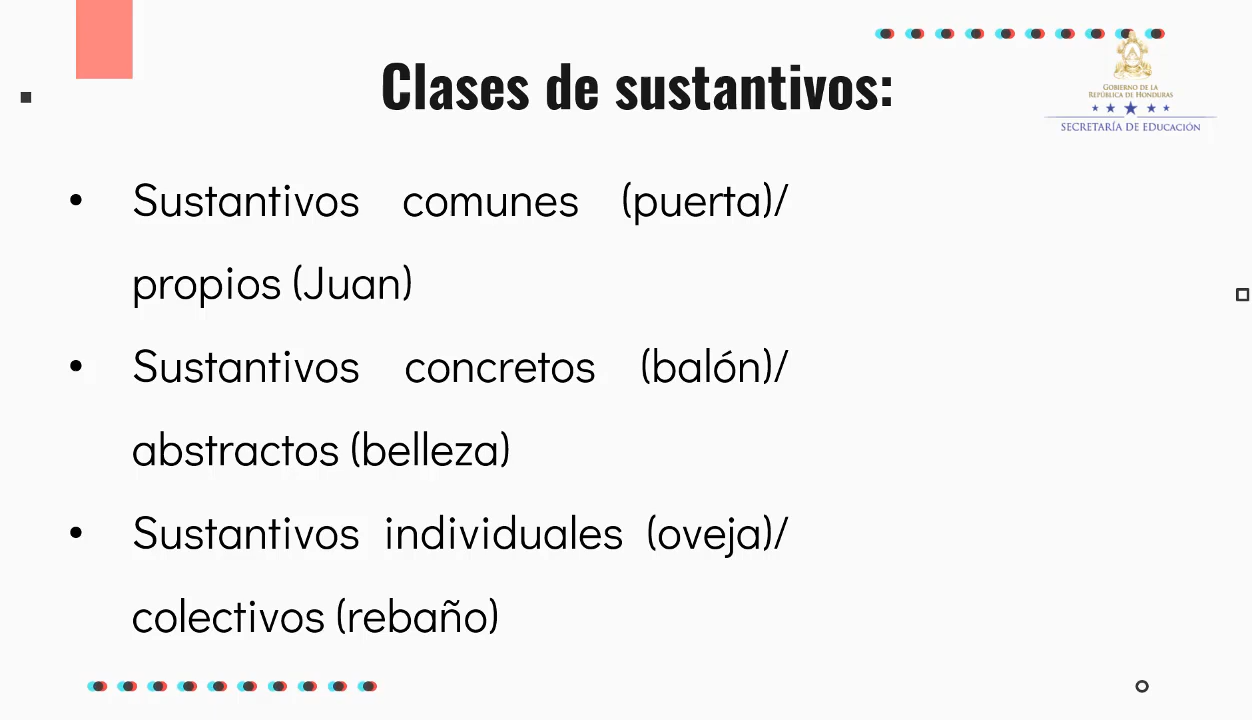 Clases de sustantivos:
GOBIERNO DE LA
REPÚBLICA DE HONDURAS
SECRETARÍA DE EDUCACIÓN
• Sustantivos comunes (puerta)/
propios (Juan)
• Sustantivos concretos (balón)/
abstractos (belleza)
• Sustantivos individuales (oveja)/
colectivos (rebaño)